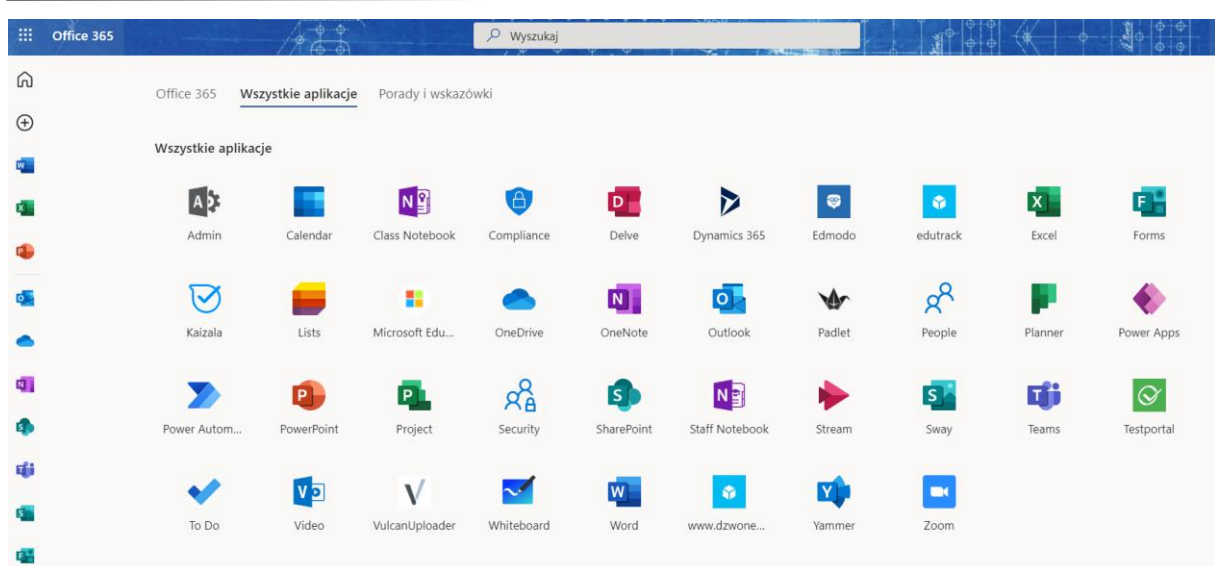 Office 365
Wyszukaj
Office 365 Wszystkie aplikacje Porady i wskazówki
Wszystkie aplikacje
Admin Calendar Class Notebook Compliance Delve Dynamics 365 Edmodo edutrack Excel Forms
Kaizala Lists Microsoft Edu... OneDrive OneNote Outlook Padlet People Planner Power Apps
Power Autom... PowerPoint Project Security SharePoint Staff Notebook Stream Sway Teams Testportal
To Do Video VulcanUploader Whiteboard Word www.dzwone... Yammer Zoom